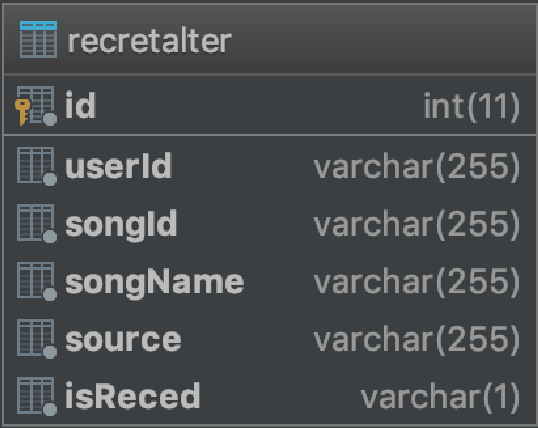 recretalter
id int(11)
userId varchar(255)
songId varchar(255)
songName varchar(255)
source varchar(255)
isReced varchar(1)